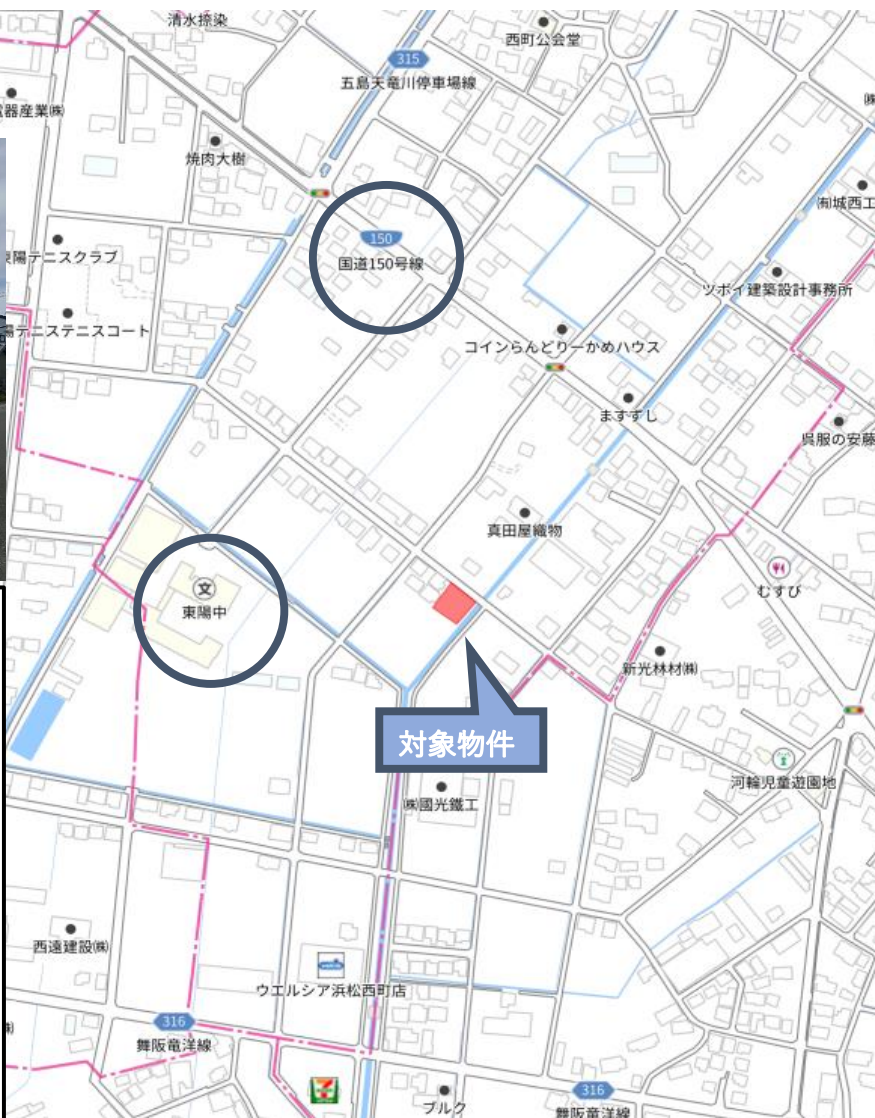 清水捺染
西町公会堂
315
五島天竜川停車場線
電器産業㈱
㈱
焼肉大樹
㈲城西工
150
国道150号線
東陽テニスクラブ
ツボイ建築設計事務所
陽テニステニスコート
コインらんどりーかめハウス
ますずし
呉服の安藤
真田屋織物
文
東陽中
むすび
新光林材㈱
対象物件
河輪児童遊園地
㈱國光鐵工
西遠建設㈱
ウエルシア浜松西町店
316
舞阪竜洋線
ブルク
316
舞阪竜洋線